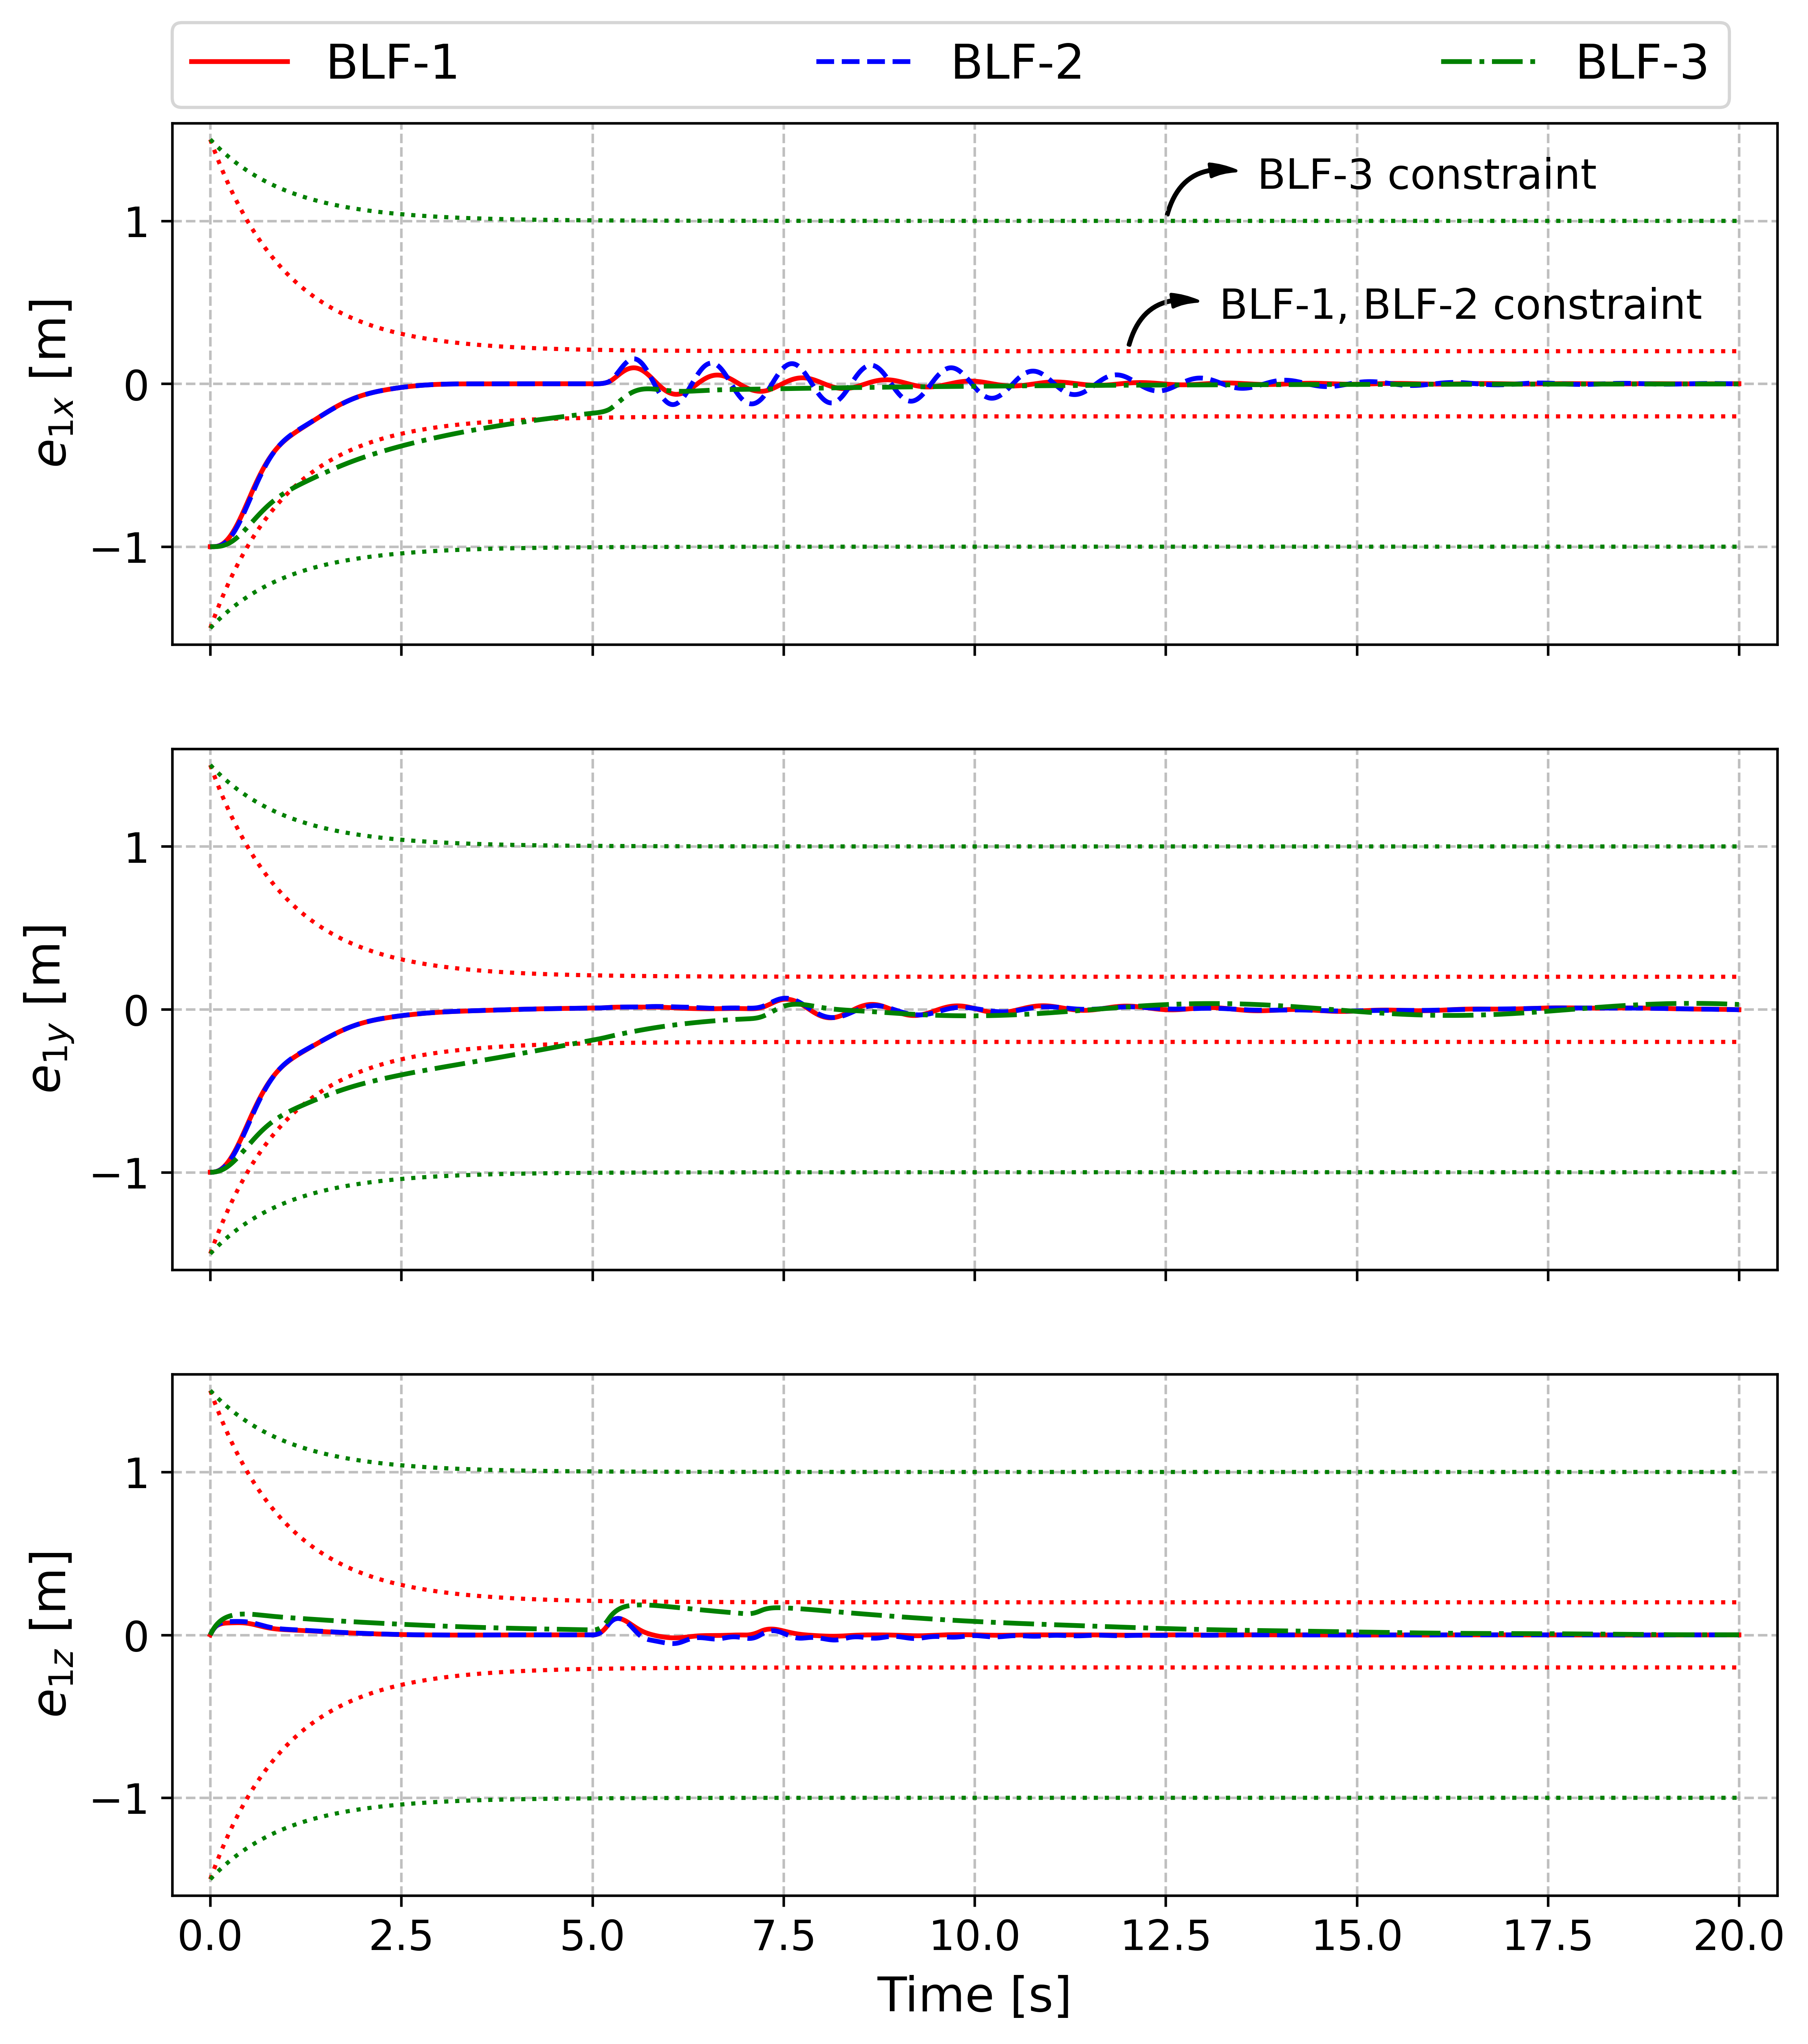 BLF-1 BLF-2 BLF-3
BLF-3 constraint
1
BLF-1, BLF-2 constraint
0
−1
e1x [m]
1
0
−1
e1y [m]
1
0
−1
e1z [m]
0.0 2.5 5.0 7.5 10.0 12.5 15.0 17.5 20.0
Time [s]